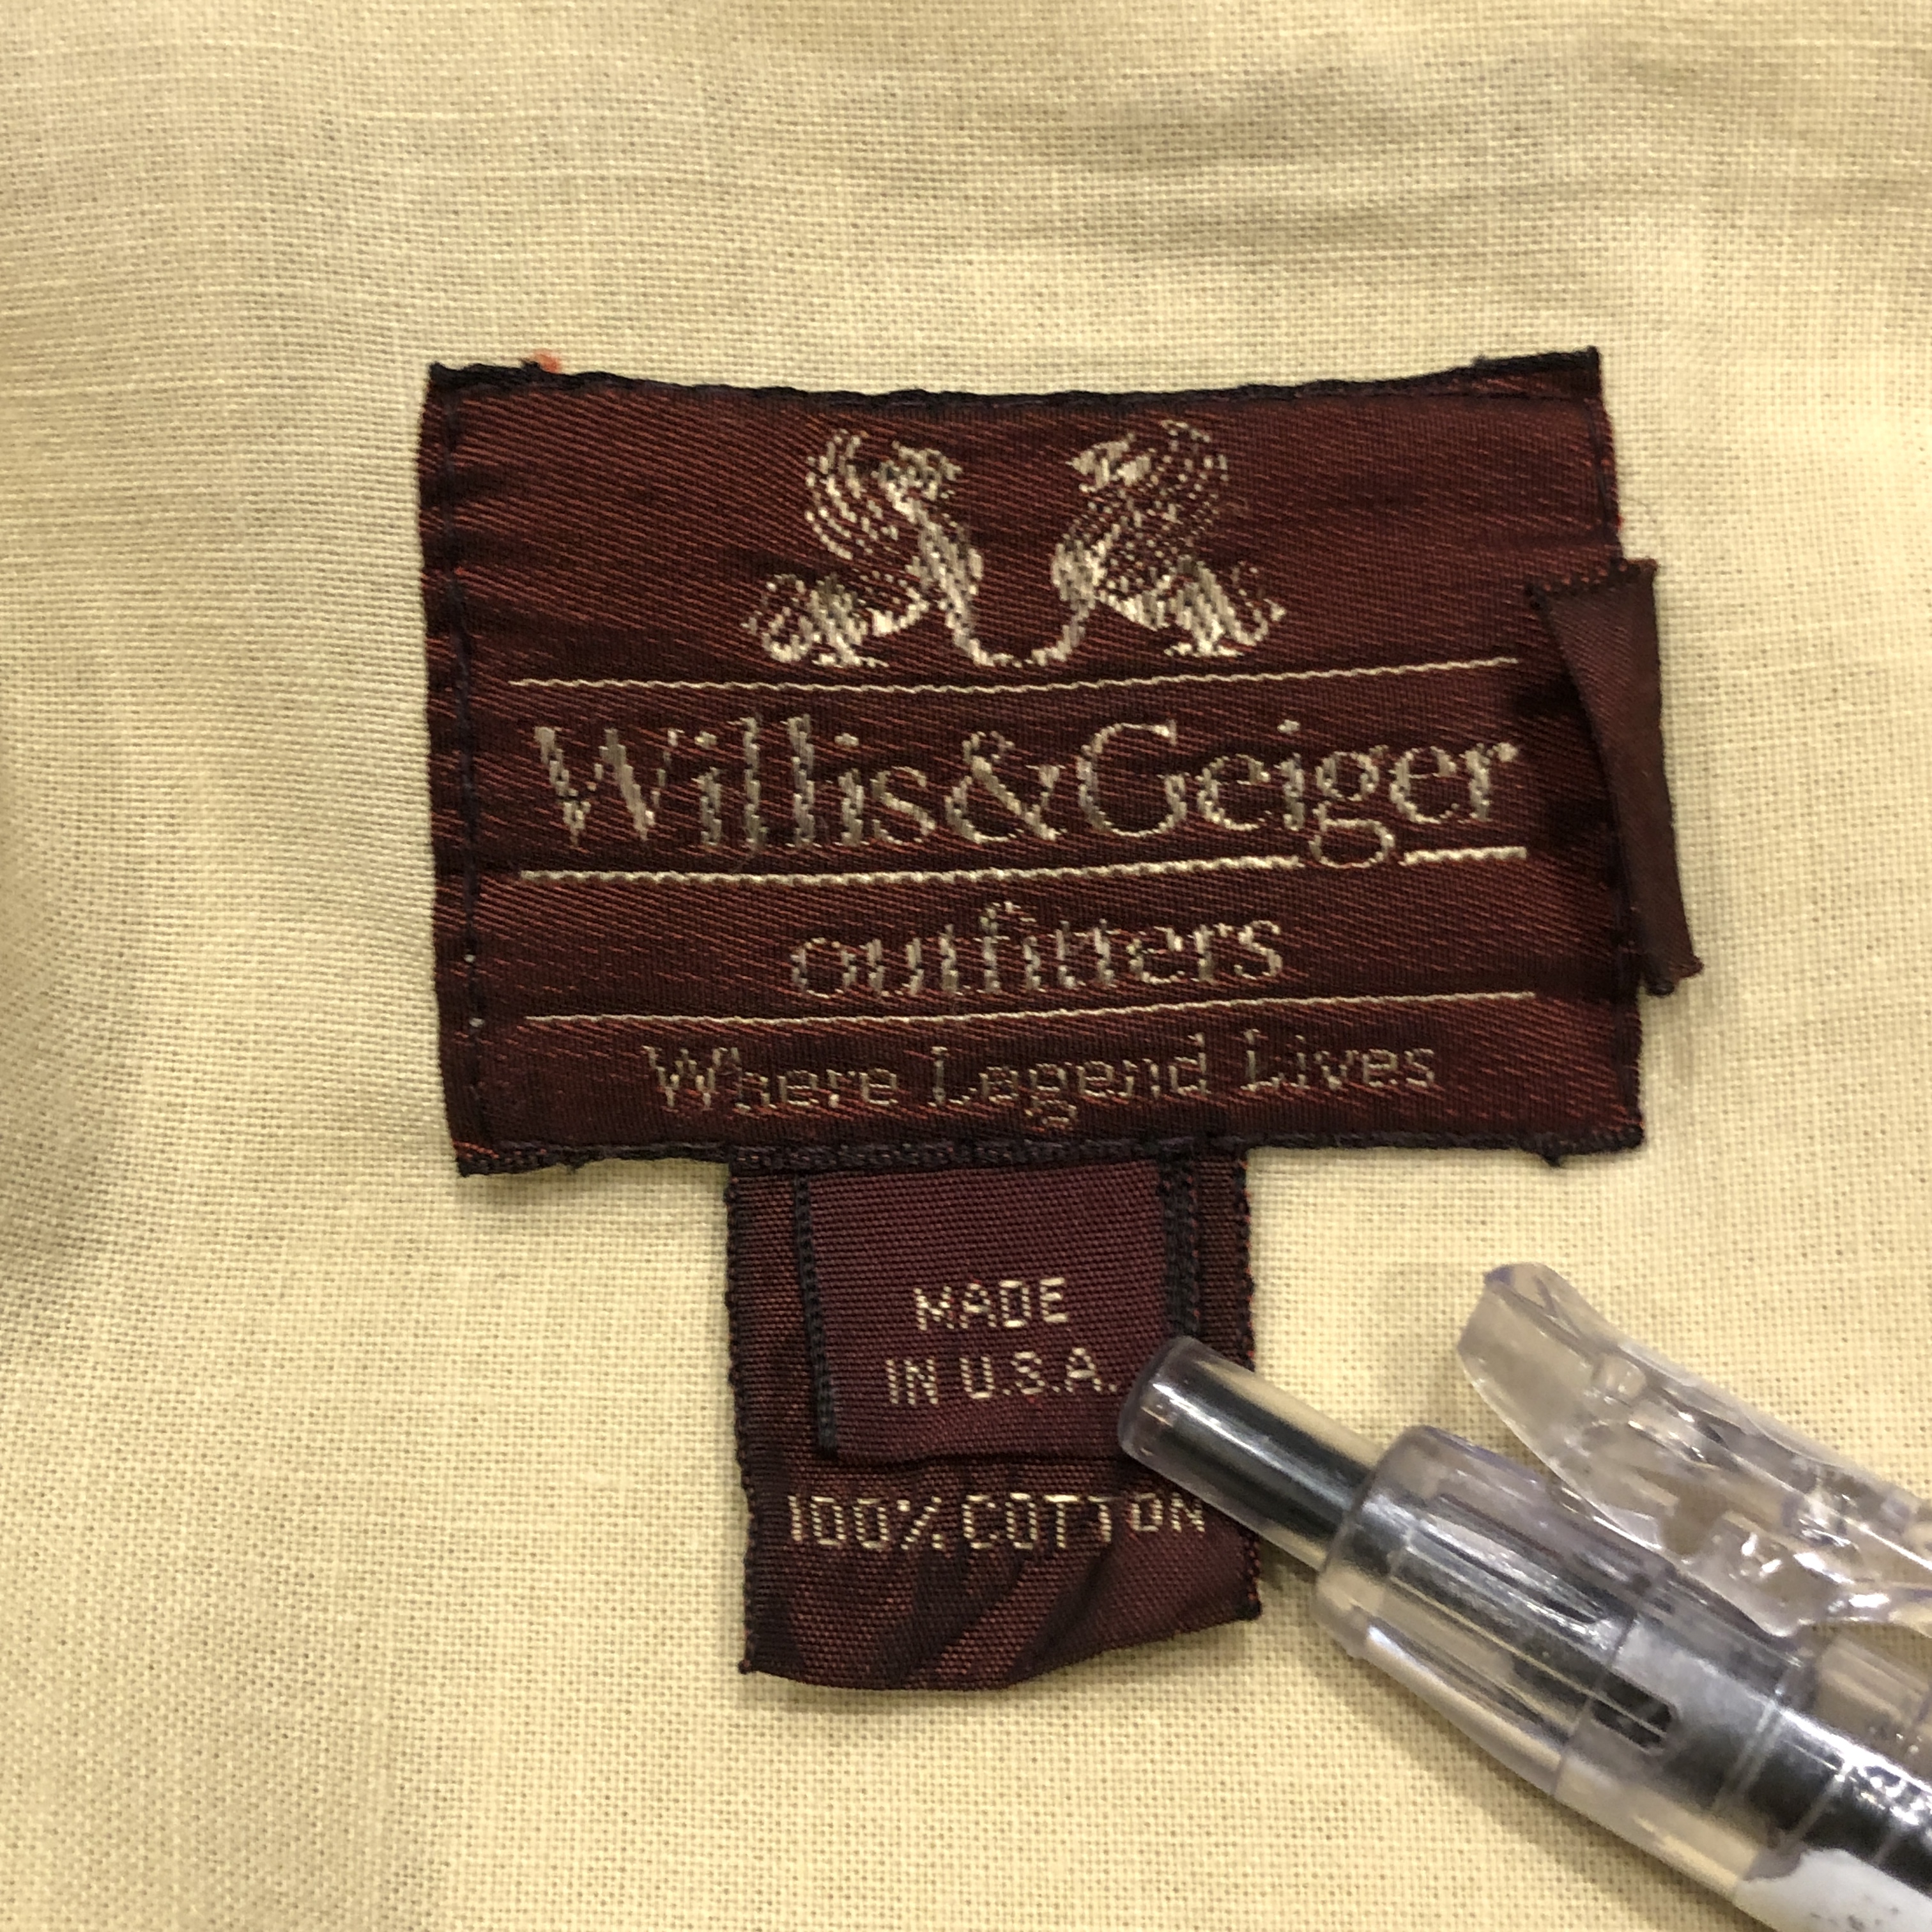 Willis&Geiger
outfitters
Where Legend Lives
MADE
IN U.S.A.
100% COTTON